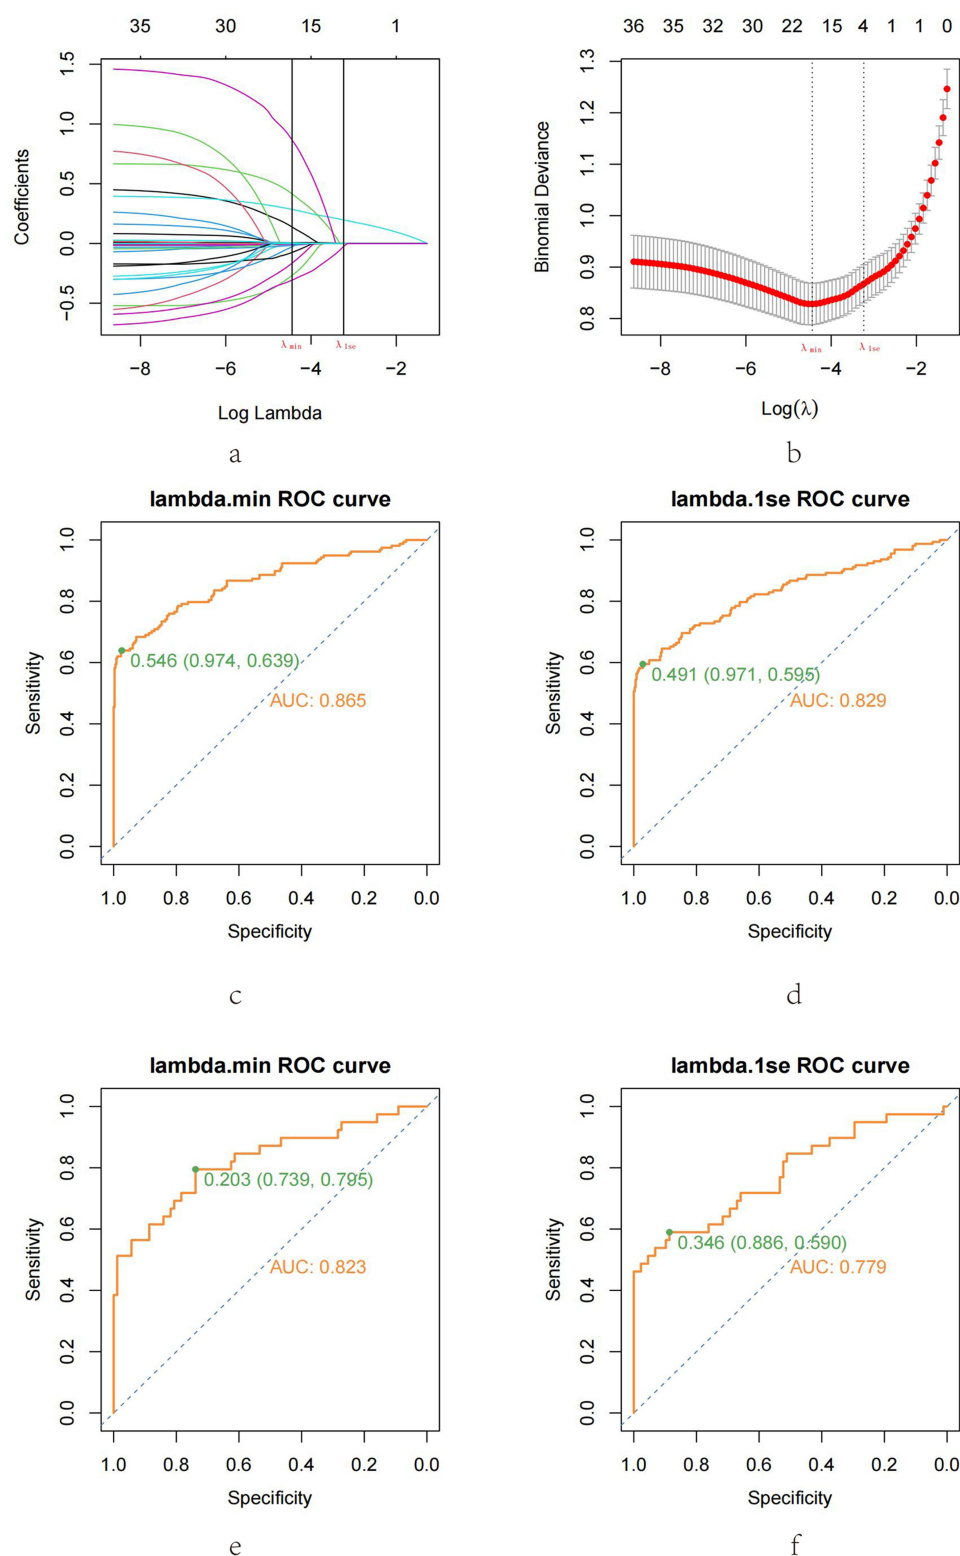 35 30 15 1
1.5
1.0
0.5
0.0
−0.5
Coefficients
λ min λ 1se
−8 −6 −4 −2
Log Lambda
a
36 35 32 30 22 15 4 1 1 0
1.3
1.2
1.1
1.0
0.9
0.8
Binomial Deviance
λ min λ 1se
−8 −6 −4 −2
Log(λ)
b
lambda.min ROC curve
1.0
0.8
0.6
0.4
0.2
0.0
Sensitivity
0.546 (0.974, 0.639)
AUC: 0.865
1.0 0.8 0.6 0.4 0.2 0.0
Specificity
c
lambda.1se ROC curve
1.0
0.8
0.6
0.4
0.2
0.0
Sensitivity
0.491 (0.971, 0.595)
AUC: 0.829
1.0 0.8 0.6 0.4 0.2 0.0
Specificity
d
lambda.min ROC curve
1.0
0.8
0.6
0.4
0.2
0.0
Sensitivity
0.203 (0.739, 0.795)
AUC: 0.823
1.0 0.8 0.6 0.4 0.2 0.0
Specificity
e
lambda.1se ROC curve
1.0
0.8
0.6
0.4
0.2
0.0
Sensitivity
0.346 (0.886, 0.590)
AUC: 0.779
1.0 0.8 0.6 0.4 0.2 0.0
Specificity
f